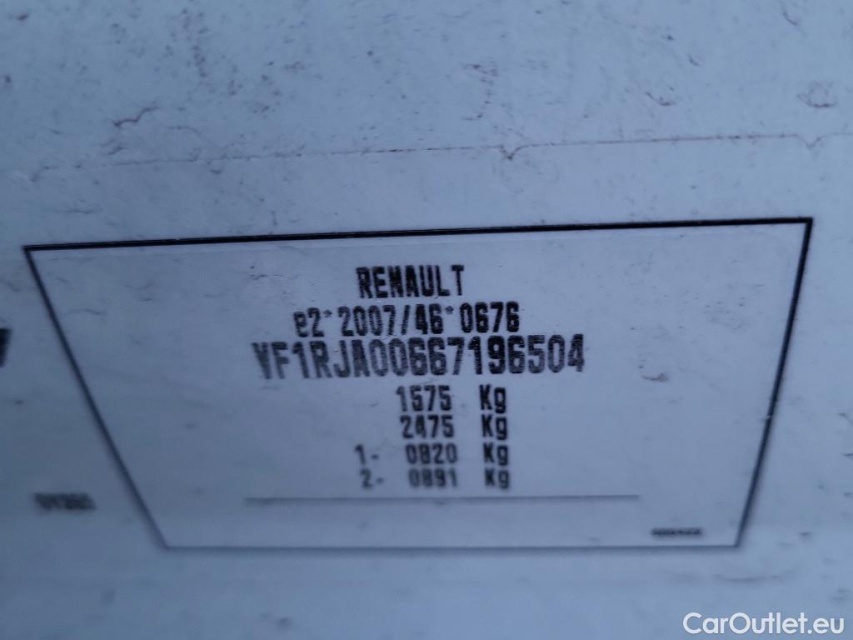 RENAULT
e2*2007/46*0676
VF1RJA00667196504
1575 Kg
2475 Kg
1- 0820 Kg
2- 0891 Kg
CarOutlet.eu